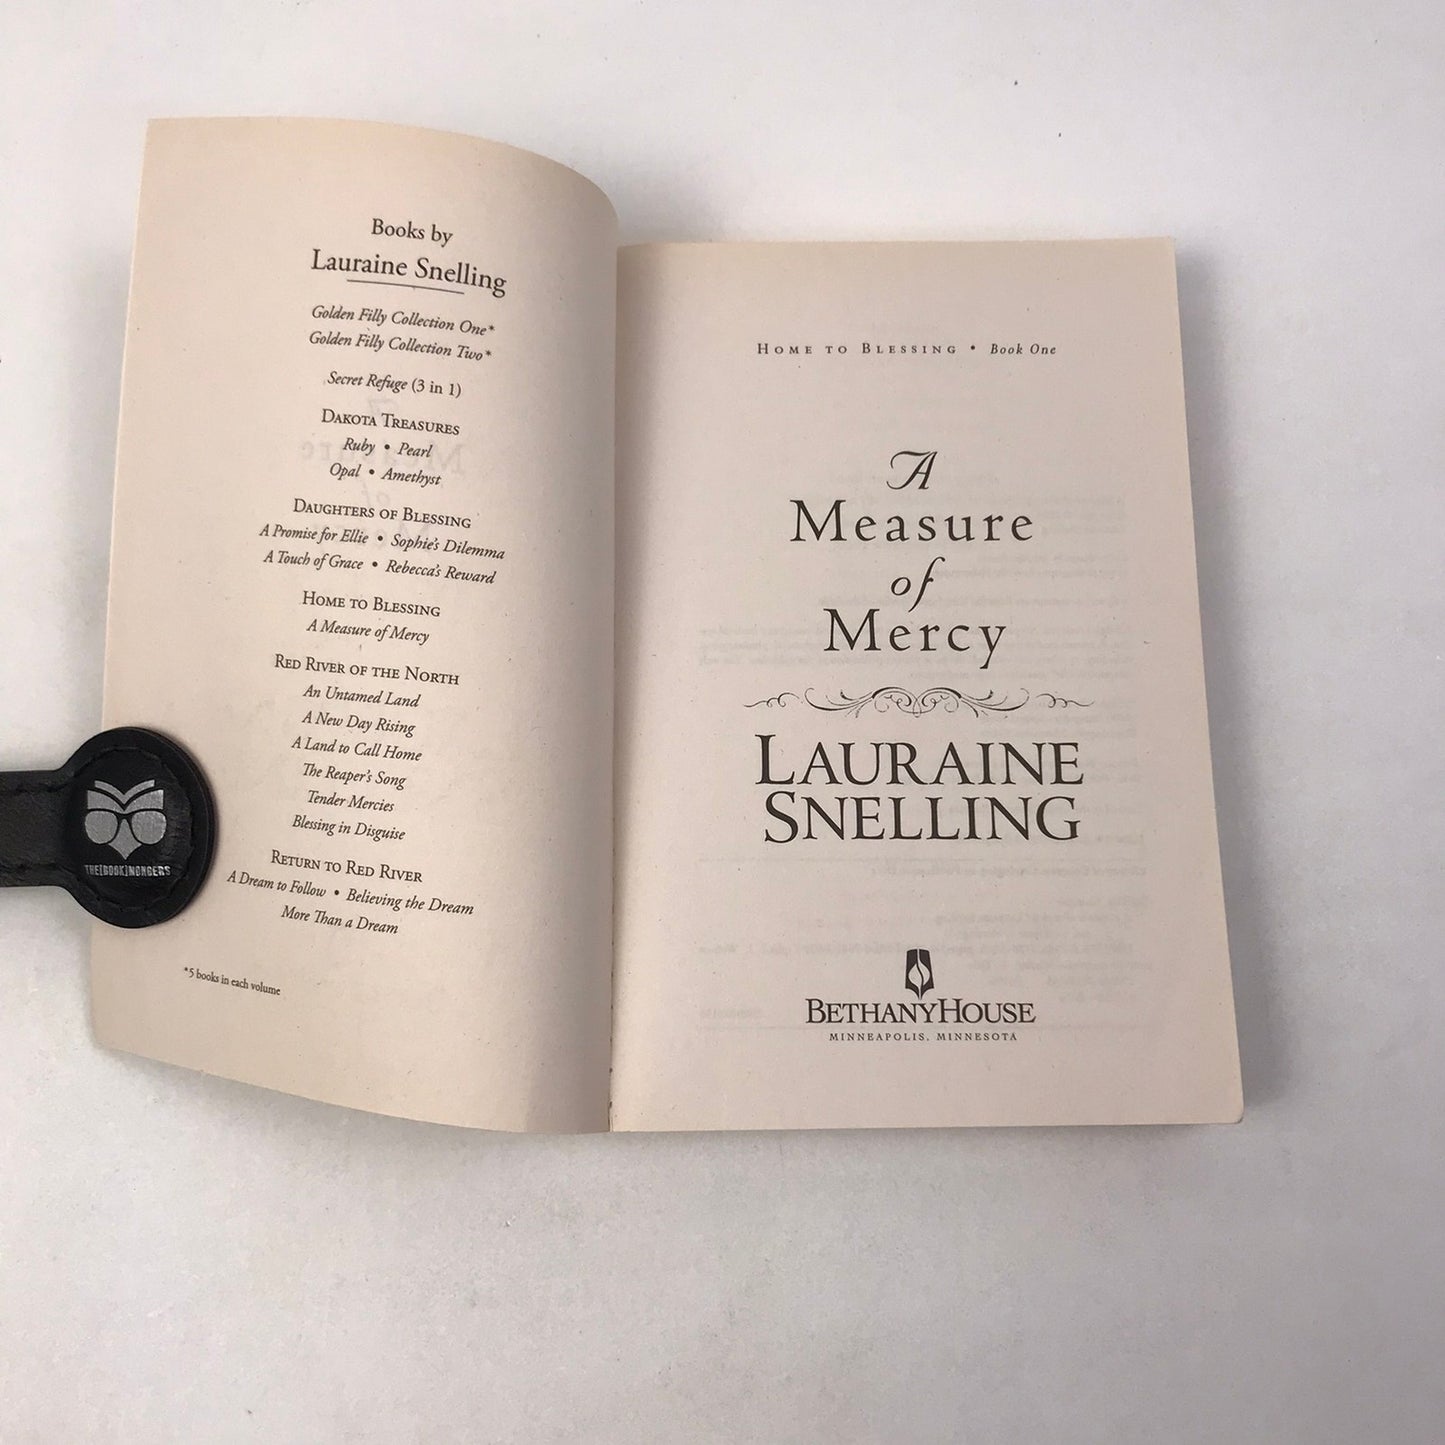 Books by
Lauraine Snelling
Golden Filly Collection One*
Golden Filly Collection Two*
Secret Refuge (3 in 1)
Dakota Treasures
Ruby • Pearl
Opal • Amethyst
Daughters of Blessing
A Promise for Ellie • Sophie's Dilemma
A Touch of Grace • Rebecca's Reward
Home to Blessing
A Measure of Mercy
Red River of the North
An Untamed Land
A New Day Rising
A Land to Call Home
The Reaper's Song
Tender Mercies
Blessing in Disguise
Return to Red River
A Dream to Follow • Believing the Dream
More Than a Dream
*5 books in each volume
THE[BOOK]MONGERS
Home to Blessing • Book One
A
Measure
of
Mercy
LAURAINE
SNELLING
BETHANYHOUSE
MINNEAPOLIS, MINNESOTA